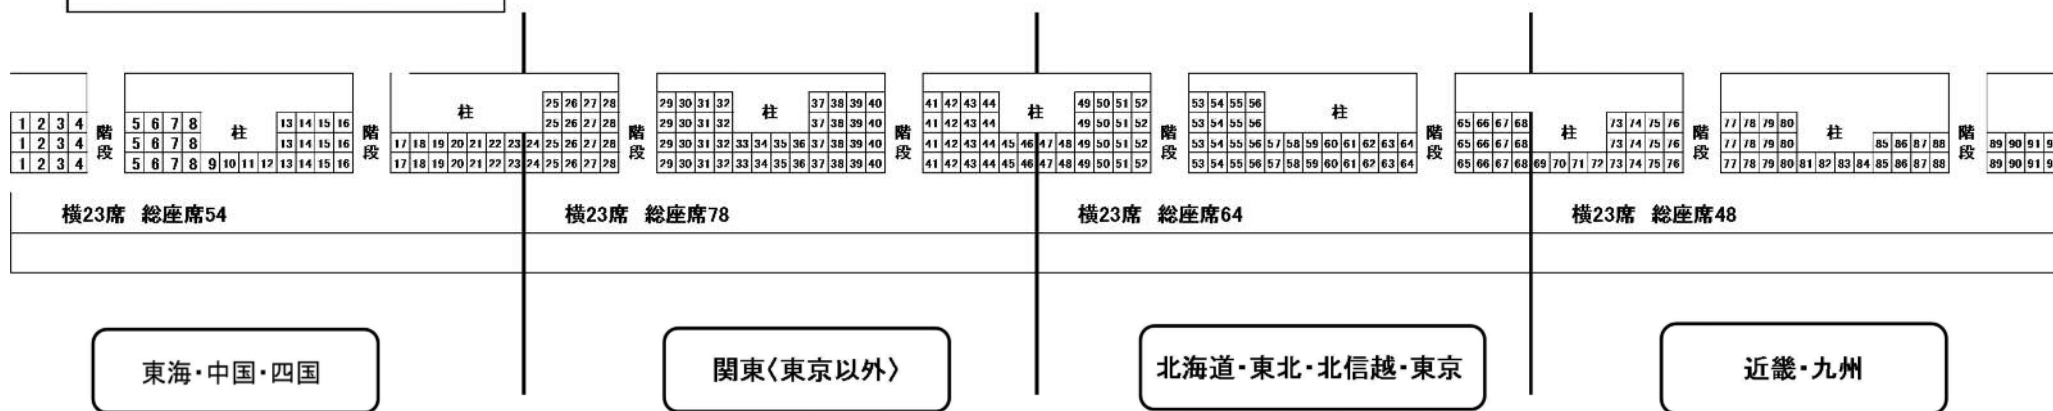 25 26 27 28 29 30 31 32 37 38 39 40 41 42 43 44 49 50 51 52 53 54 55 56
柱 柱 柱 柱
1 2 3 4 5 6 7 8 13 14 15 16 25 26 27 28 29 30 31 32 37 38 39 40 41 42 43 44 49 50 51 52 53 54 55 56 65 66 67 68 73 74 75 76 77 78 79 80
階段 柱 階段 階段 階段 階段 階段 柱 階段 柱 階段
1 2 3 4 5 6 7 8 13 14 15 16 17 18 19 20 21 22 23 24 25 26 27 28 29 30 31 32 33 34 35 36 37 38 39 40 41 42 43 44 45 46 47 48 49 50 51 52 53 54 55 56 57 58 59 60 61 62 63 64 65 66 67 68 73 74 75 76 77 78 79 80 85 86 87 88 89 90 91 9
1 2 3 4 5 6 7 8 9 10 11 12 13 14 15 16 17 18 19 20 21 22 23 24 25 26 27 28 29 30 31 32 33 34 35 36 37 38 39 40 41 42 43 44 45 46 47 48 49 50 51 52 53 54 55 56 57 58 59 60 61 62 63 64 65 66 67 68 69 70 71 72 73 74 75 76 77 78 79 80 81 82 83 84 85 86 87 88 89 90 91 9
横23席 総座席54 横23席 総座席78 横23席 総座席64 横23席 総座席48
東海・中国・四国 関東〈東京以外〉 北海道・東北・北信越・東京 近畿・九州